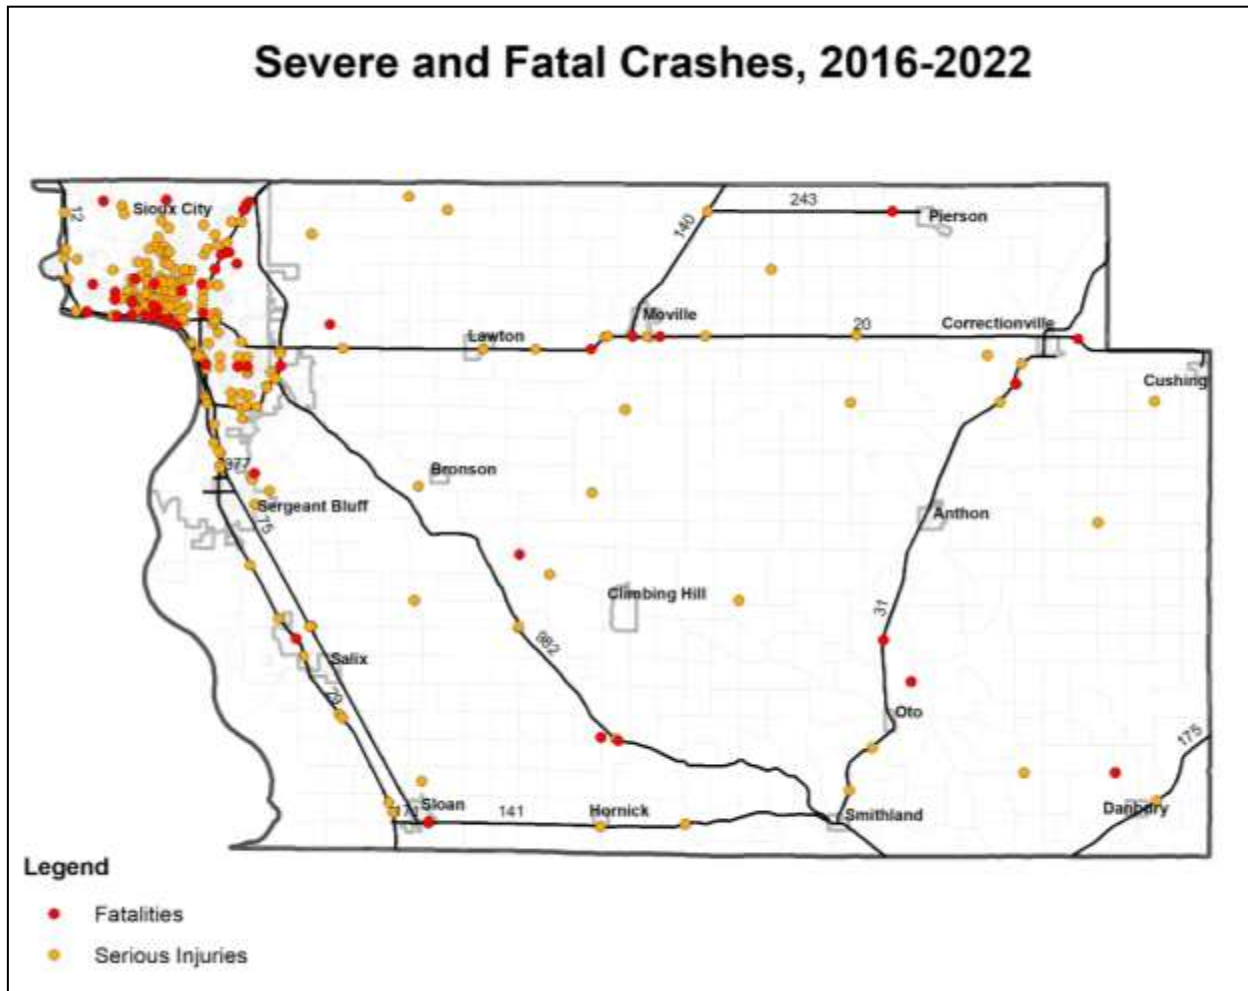 Severe and Fatal Crashes, 2016-2022
Sioux City
12
243
Pierson
140
Moville
20
Correctionville
Lawton
Cushing
Bronson
Sergeant Bluff
75
Anthon
Climbing Hill
31
982
Salix
29
Oto
175
Sloan
141
Hornick
Smithland
Danbury
Legend
Fatalities
Serious Injuries